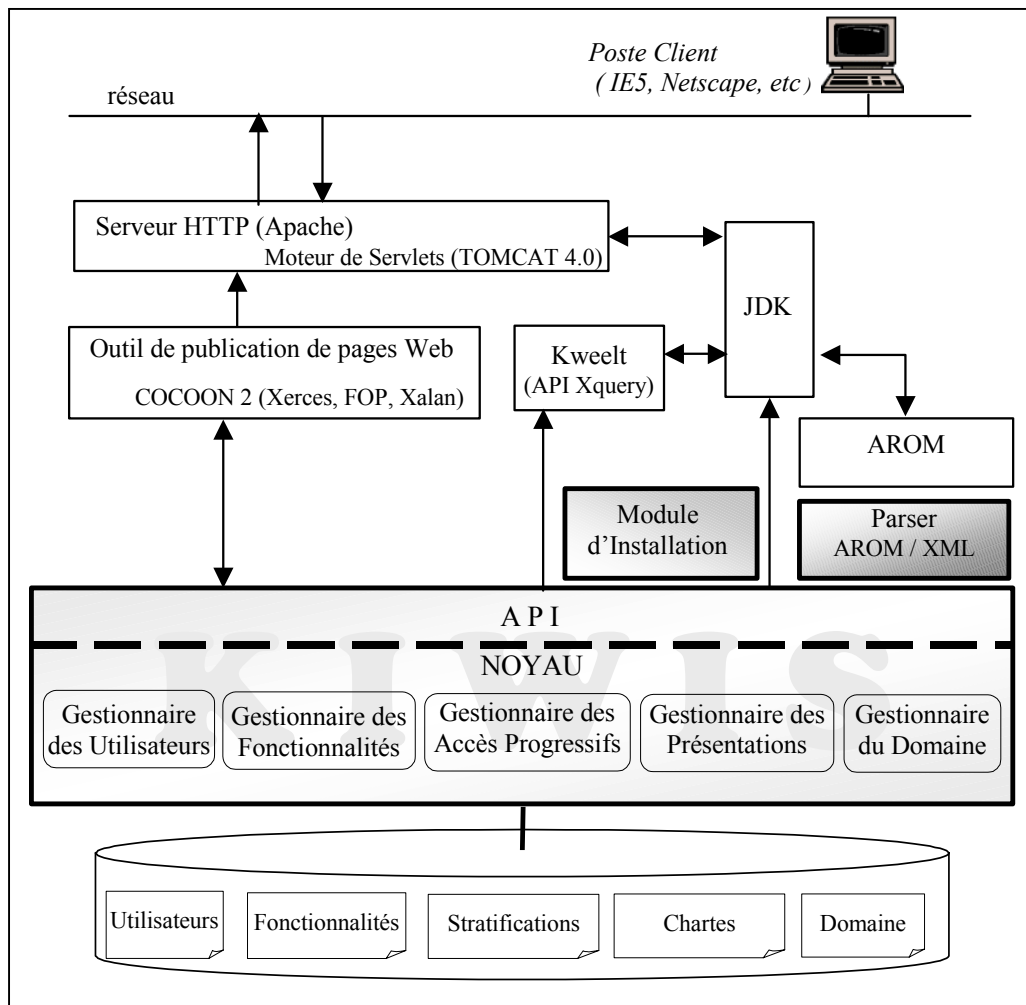 Poste Client
( IE5, Netscape, etc )
réseau
Serveur HTTP (Apache)
Moteur de Servlets (TOMCAT 4.0)
JDK
Outil de publication de pages Web
COCOON 2 (Xerces, FOP, Xalan)
Kweelt
(API Xquery)
AROM
Module
d’Installation
Parser
AROM / XML
A P I
KIWIS
NOYAU
Gestionnaire
des Utilisateurs
Gestionnaire des
Fonctionnalités
Gestionnaire des
Accès Progressifs
Gestionnaire des
Présentations
Gestionnaire
du Domaine
Utilisateurs
Fonctionnalités
Stratifications
Chartes
Domaine